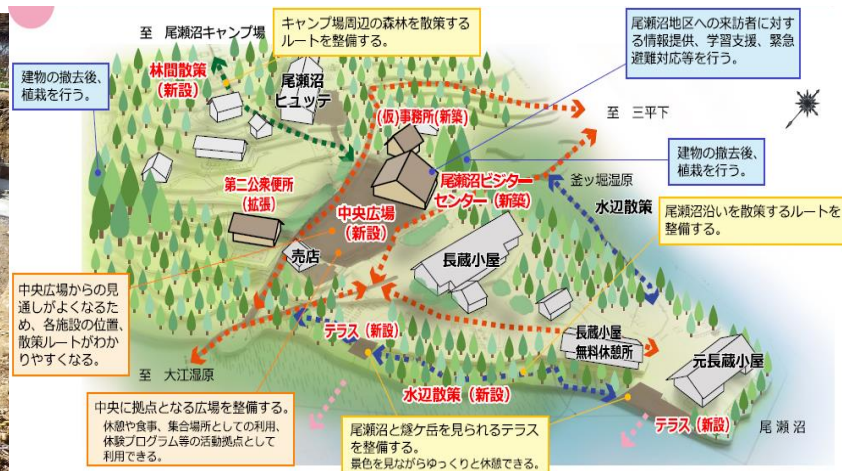 至 尾瀬沼キャンプ場
キャンプ場周辺の森林を散策する
ルートを整備する。
尾瀬沼地区への来訪者に対す
る情報提供、学習支援、緊急
避難対応等を行う。
建物の撤去後、
植栽を行う。
林間散策
(新設)
尾瀬沼
ヒュッテ
(仮)事務所(新築)
至 三平下
建物の撤去後、
植栽を行う。
第二公衆便所
(拡張)
尾瀬沼ビジター
センター(新築)
釜ッ堀湿原
水辺散策
中央広場
(新設)
尾瀬沼沿いを散策するルートを
整備する。
売店
長蔵小屋
中央広場からの見
通しがよくなるた
め、各施設の位置、
散策ルートがわか
りやすくなる。
テラス(新設)
長蔵小屋
無料休憩所
元長蔵小屋
至 大江湿原
水辺散策(新設)
中央に拠点となる広場を整備する。
休憩や食事、集合場所としての利用、
体験プログラム等の活動拠点として
利用できる。
尾瀬沼と燧ケ岳を見られるテラス
を整備する。
景色を見ながらゆっくりと休憩できる。
テラス(新設)
尾瀬沼